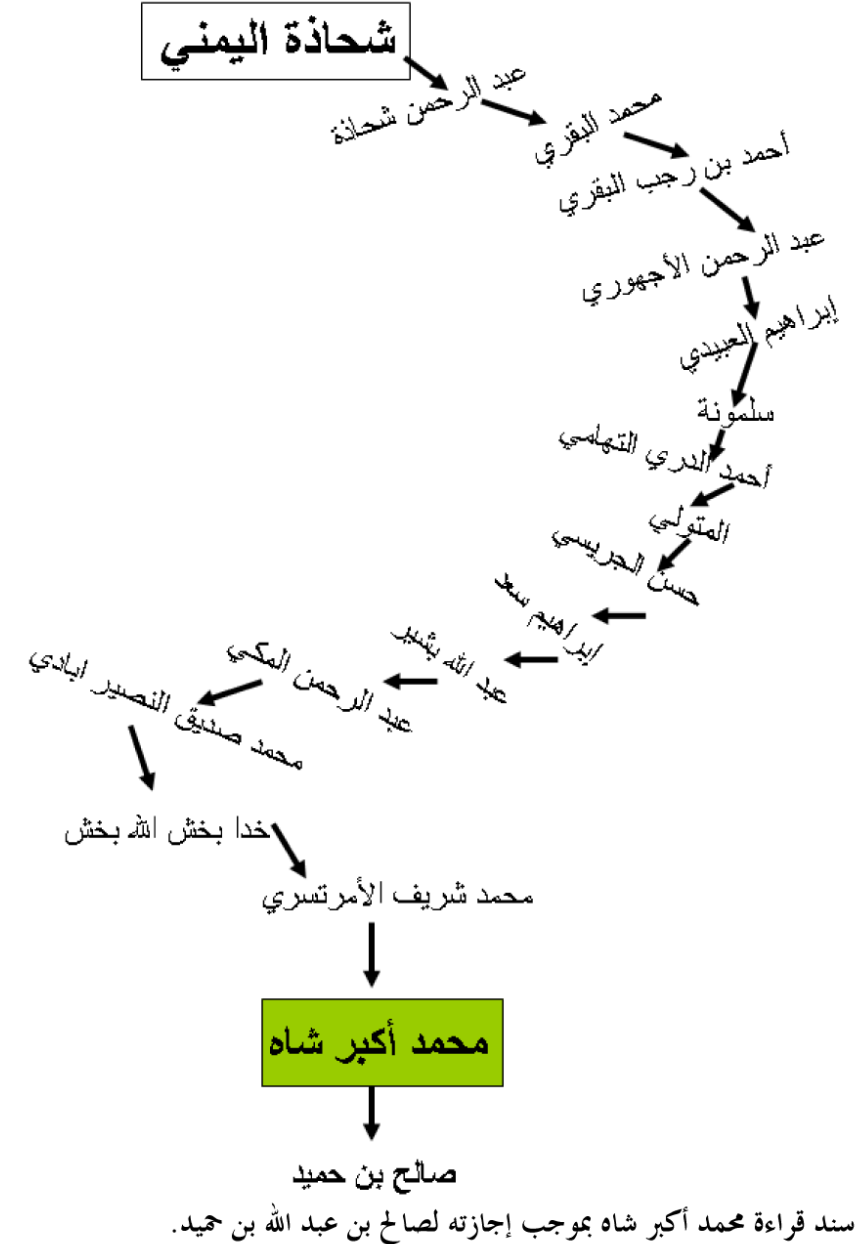 شحاذة اليمني
عبد الرحمن شحاذة
محمد البقري
أحمد بن رجب البقري
عبد الرحمن الأجهوري
إبراهيم العبيدي
سلمونة
أحمد الدري التهامي
المتولي
حسن الجريسي
إبراهيم سعد
عبد الله بشير
عبد الرحمن المكي
محمد صديق النصير ابادي
خدا بخش الله بخش
محمد شريف الأمرتسري
محمد أكبر شاه
صالح بن حميد
سند قراءة محمد أكبر شاه بموجب إجازته لصالح بن عبد الله بن حميد.